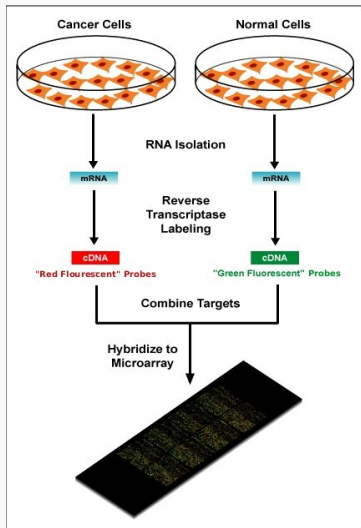 Cancer Cells
Normal Cells
RNA Isolation
mRNA
mRNA
Reverse
Transcriptase
Labeling
cDNA
cDNA
"Red Flourescent" Probes
"Green Fluorescent" Probes
Combine Targets
Hybridize to
Microarray